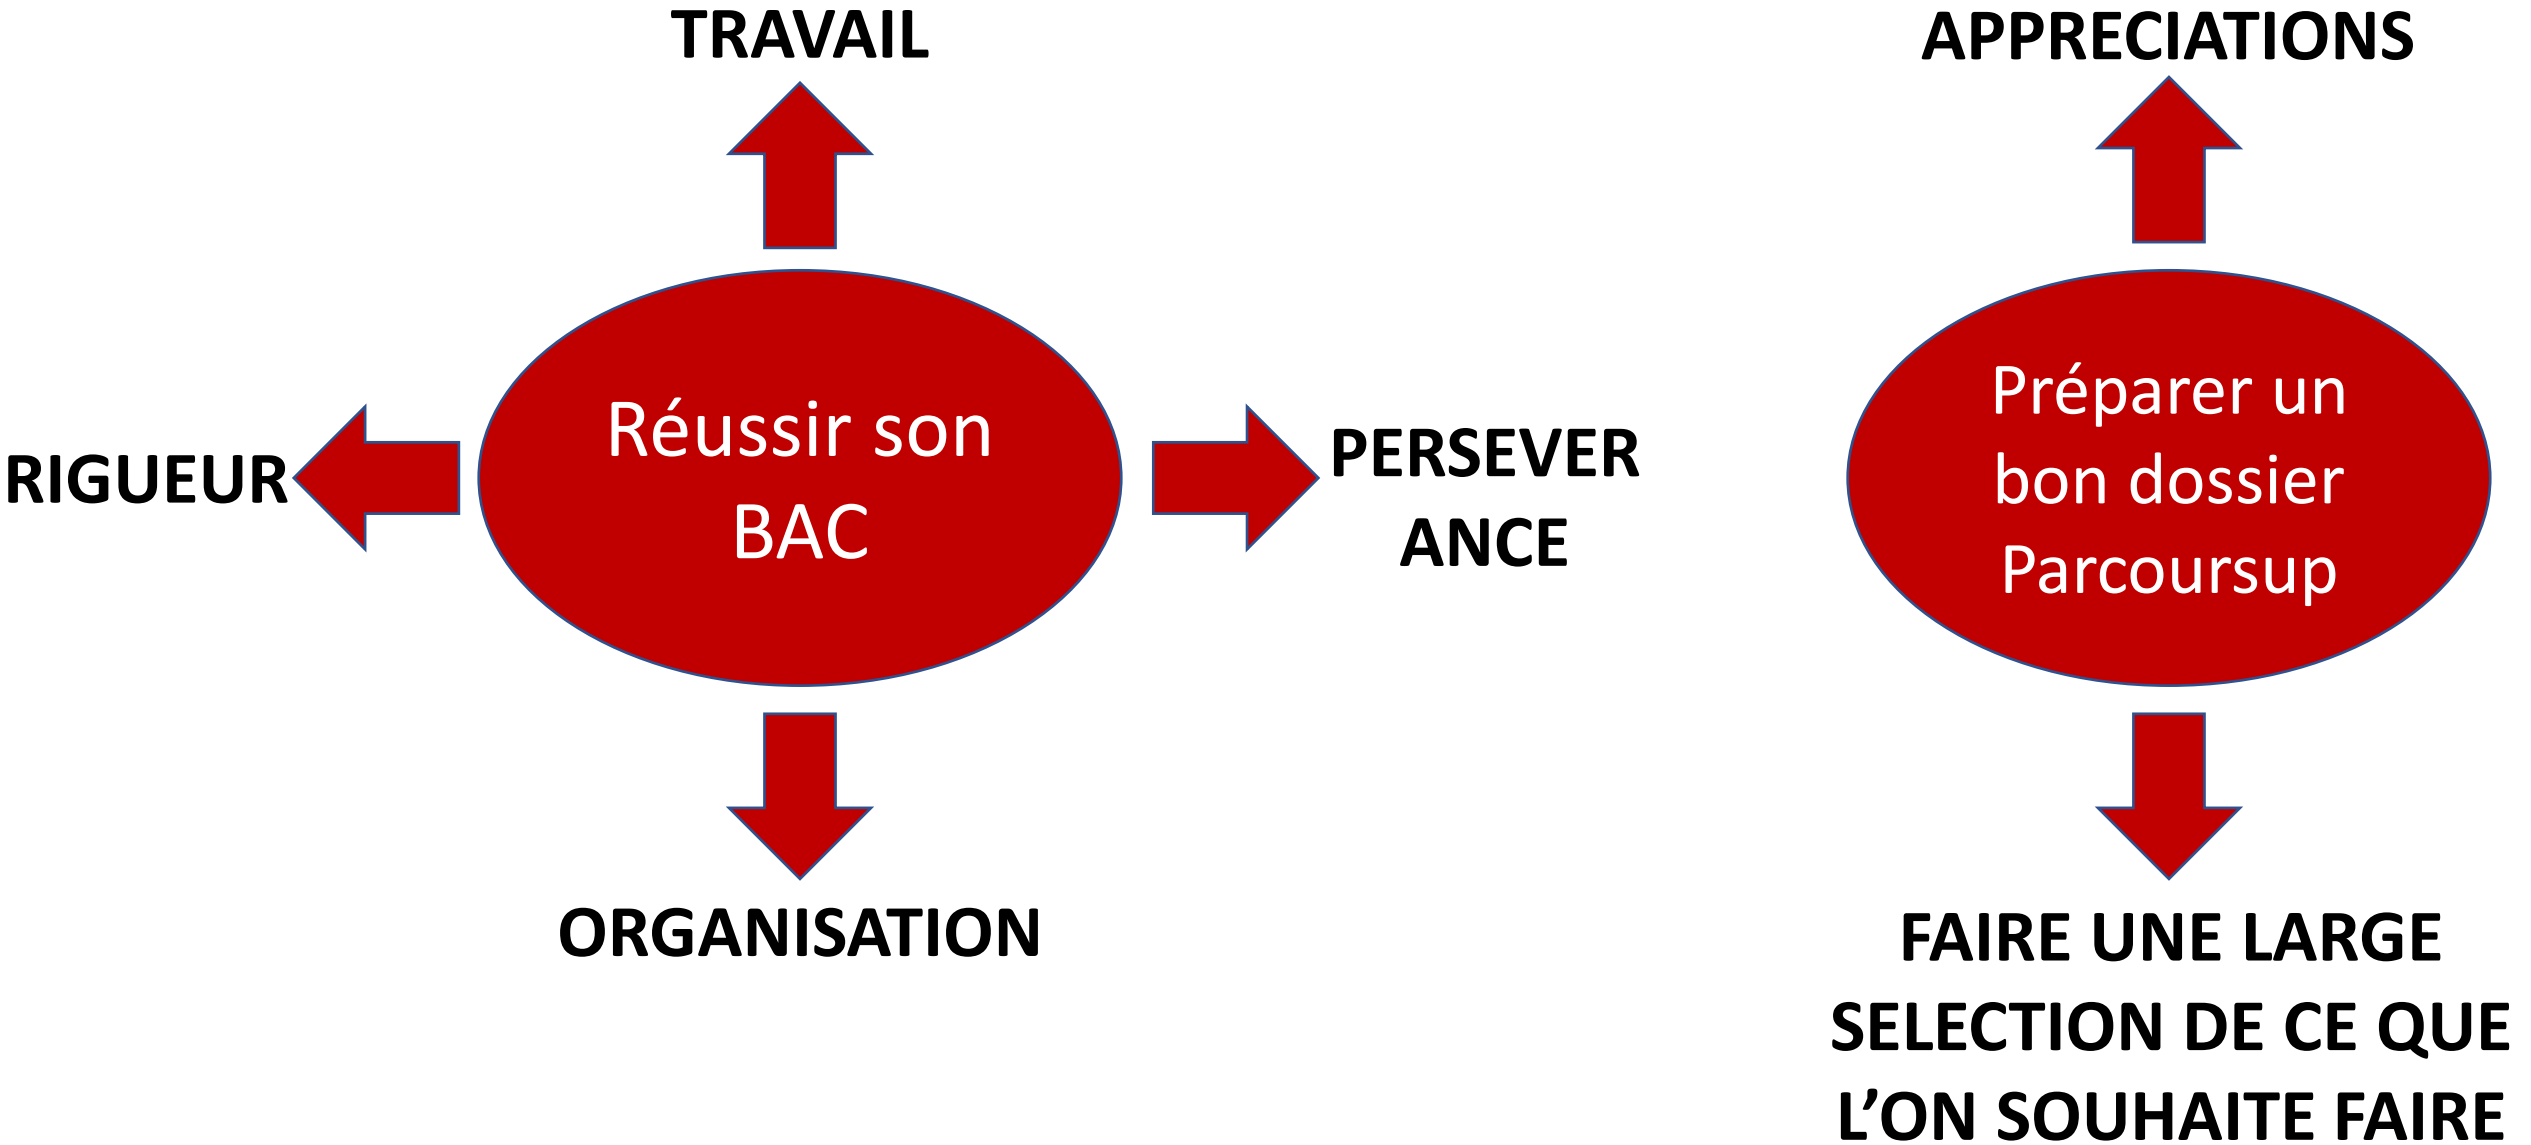 TRAVAIL
RIGUEUR
Réussir son
BAC
PERSEVER
ANCE
ORGANISATION
APPRECIATIONS
Préparer un
bon dossier
Parcoursup
FAIRE UNE LARGE
SELECTION DE CE QUE
L’ON SOUHAITE FAIRE